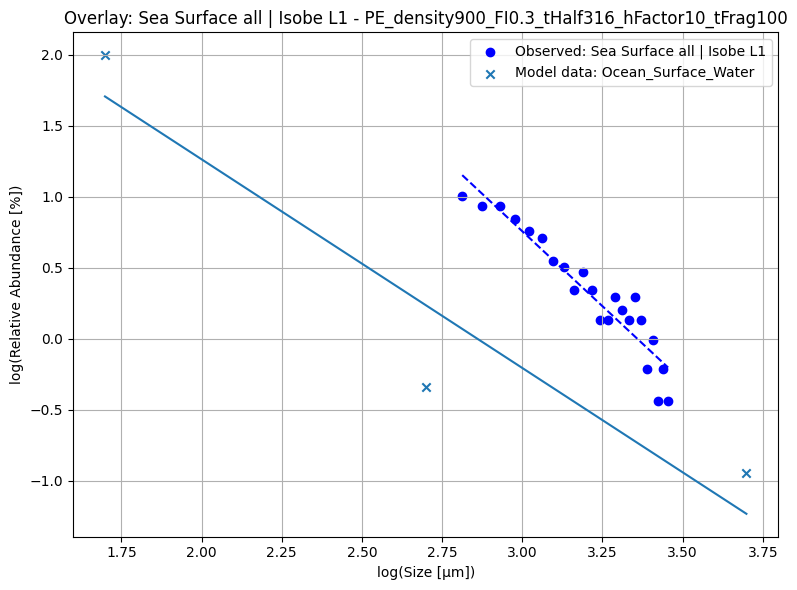 Overlay: Sea Surface all | Isobe L1 - PE_density900_FI0.3_tHalf316_hFactor10_tFrag100
Observed: Sea Surface all | Isobe L1
Model data: Ocean_Surface_Water
log(Relative Abundance [%])
2.0
1.5
1.0
0.5
0.0
−0.5
−1.0
1.75 2.00 2.25 2.50 2.75 3.00 3.25 3.50 3.75
log(Size [µm])